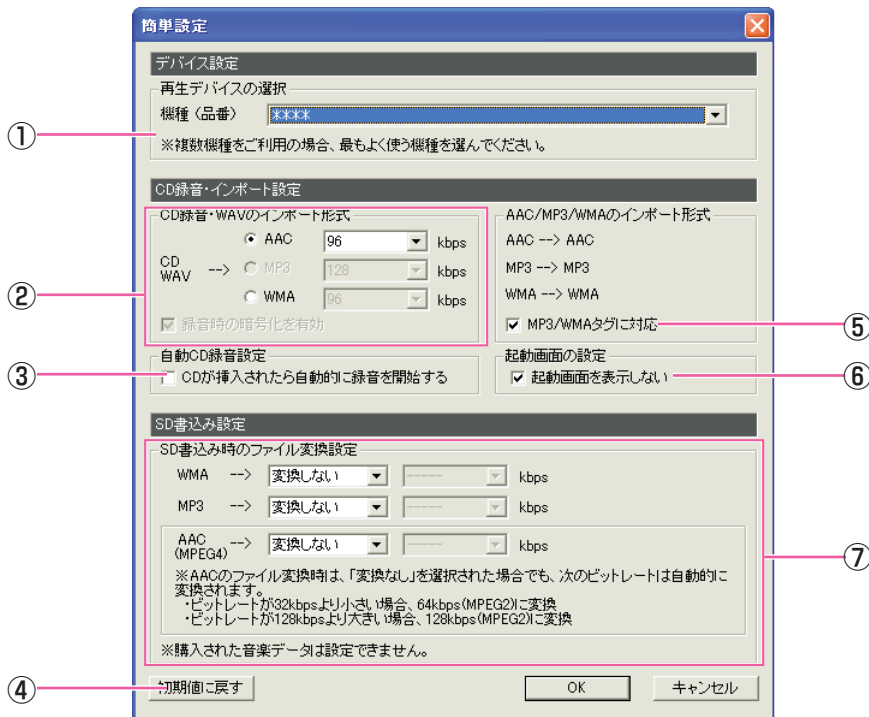 簡単設定
デバイス設定
再生デバイスの選択
機種（品番） ****
①
※複数機種をご利用の場合、最もよく使う機種を選んでください。
CD録音・インポート設定
CD録音・WAVのインポート形式
AAC 96 kbps
CD
WAV --> MP3 128 kbps
WMA 96 kbps
②
録音時の暗号化を有効
AAC/MP3/WMAのインポート形式
AAC --> AAC
MP3 --> MP3
WMA --> WMA
MP3/WMAタグに対応
⑤
自動CD録音設定
③
CDが挿入されたら自動的に録音を開始する
起動画面の設定
起動画面を表示しない
⑥
SD書込み設定
SD書込み時のファイル変換設定
WMA --> 変換しない ----- kbps
MP3 --> 変換しない ----- kbps
AAC
(MPEG4) --> 変換しない ----- kbps
⑦
※AACのファイル変換時は、「変換なし」を選択された場合でも、次のビットレートは自動的に
変換されます。
・ビットレートが32kbpsより小さい場合、64kbps(MPEG2)に変換
・ビットレートが128kbpsより大きい場合、128kbps(MPEG2)に変換
※購入された音楽データは設定できません。
④
初期値に戻す
OK
キャンセル